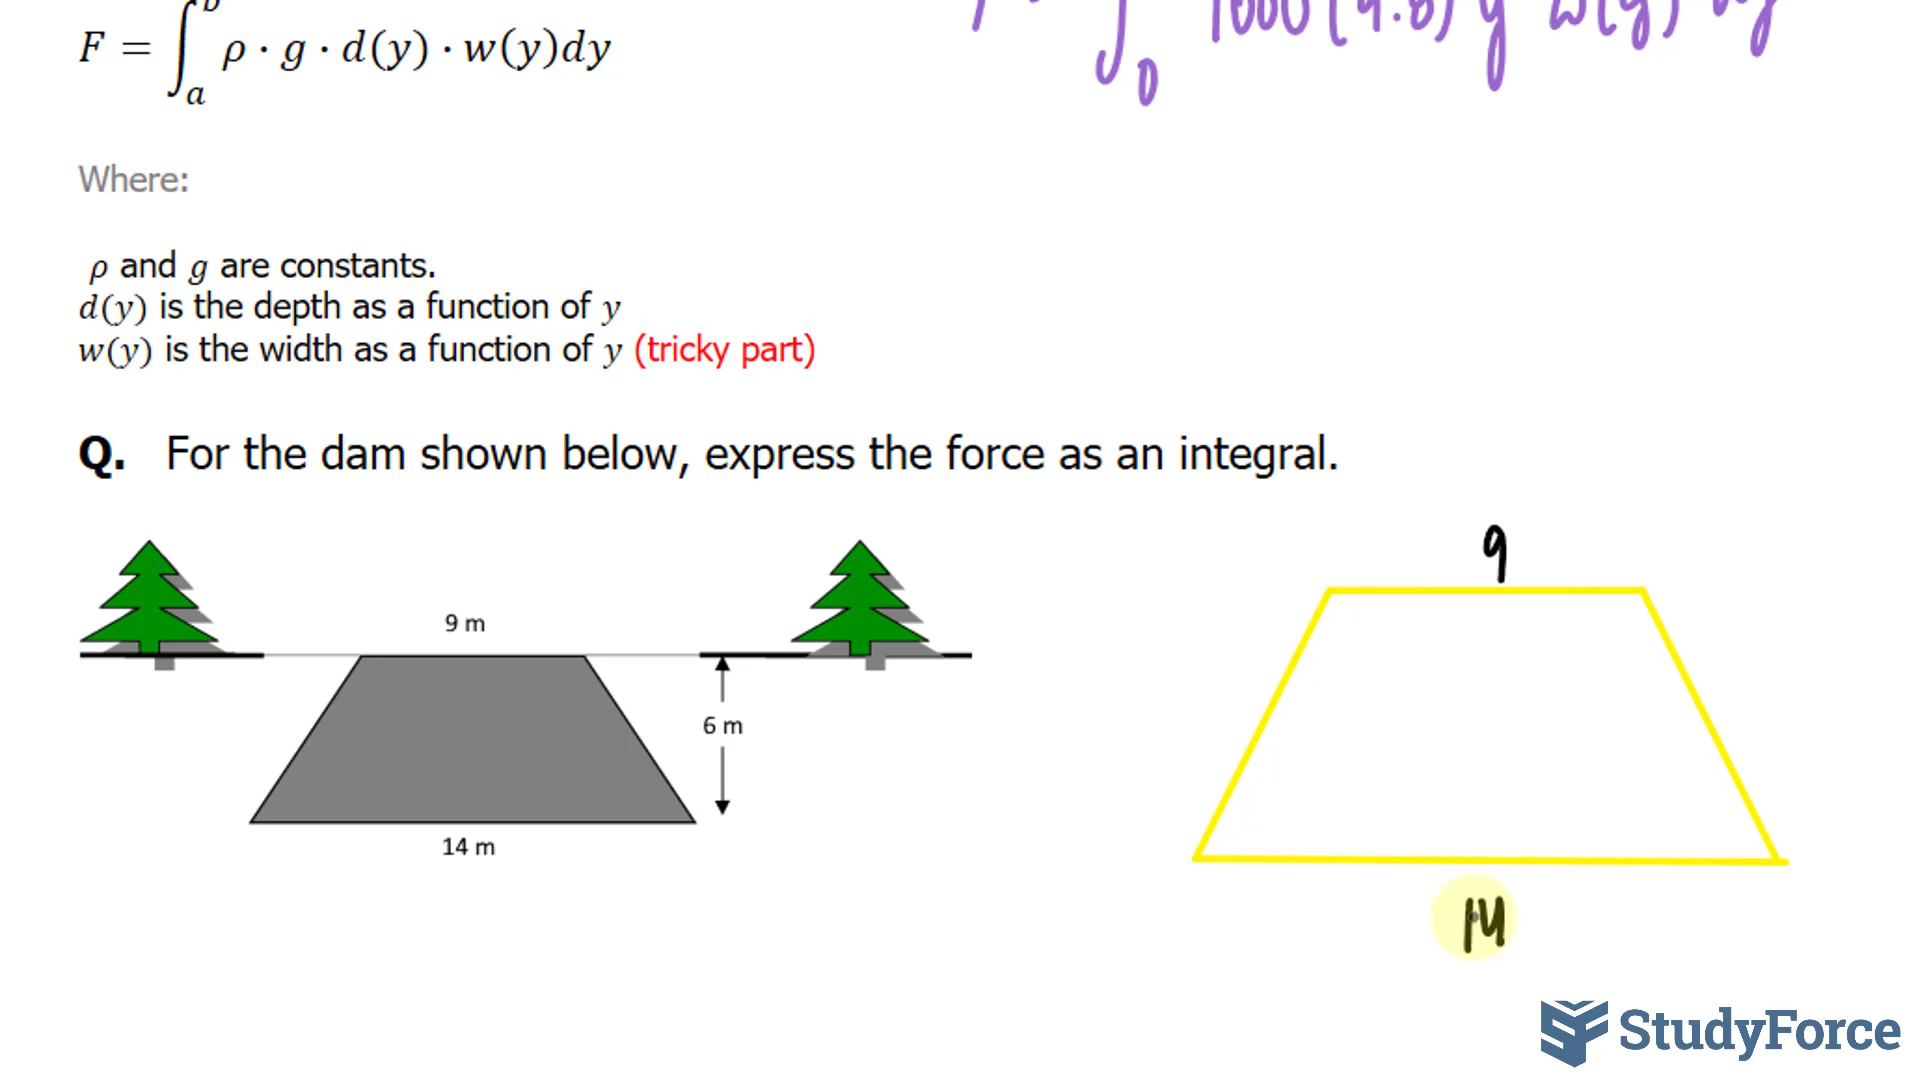 F = ∫_a^b ρ · g · d(y) · w(y)dy
∫_0 1000(9.8) y w(y) dy
Where:
ρ and g are constants.
d(y) is the depth as a function of y
w(y) is the width as a function of y (tricky part)
Q. For the dam shown below, express the force as an integral.
9
9 m
6 m
14 m
14
StudyForce